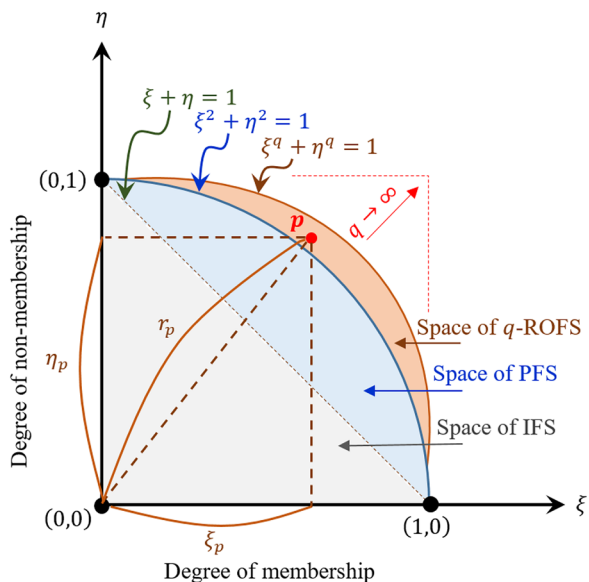 η
ξ + η = 1
ξ² + η² = 1
ξ^q + η^q = 1
(0,1)
p
q → ∞
Degree of non-membership
r_p
η_p
Space of q-ROFS
Space of PFS
Space of IFS
(0,0)
ξ_p
(1,0)
ξ
Degree of membership